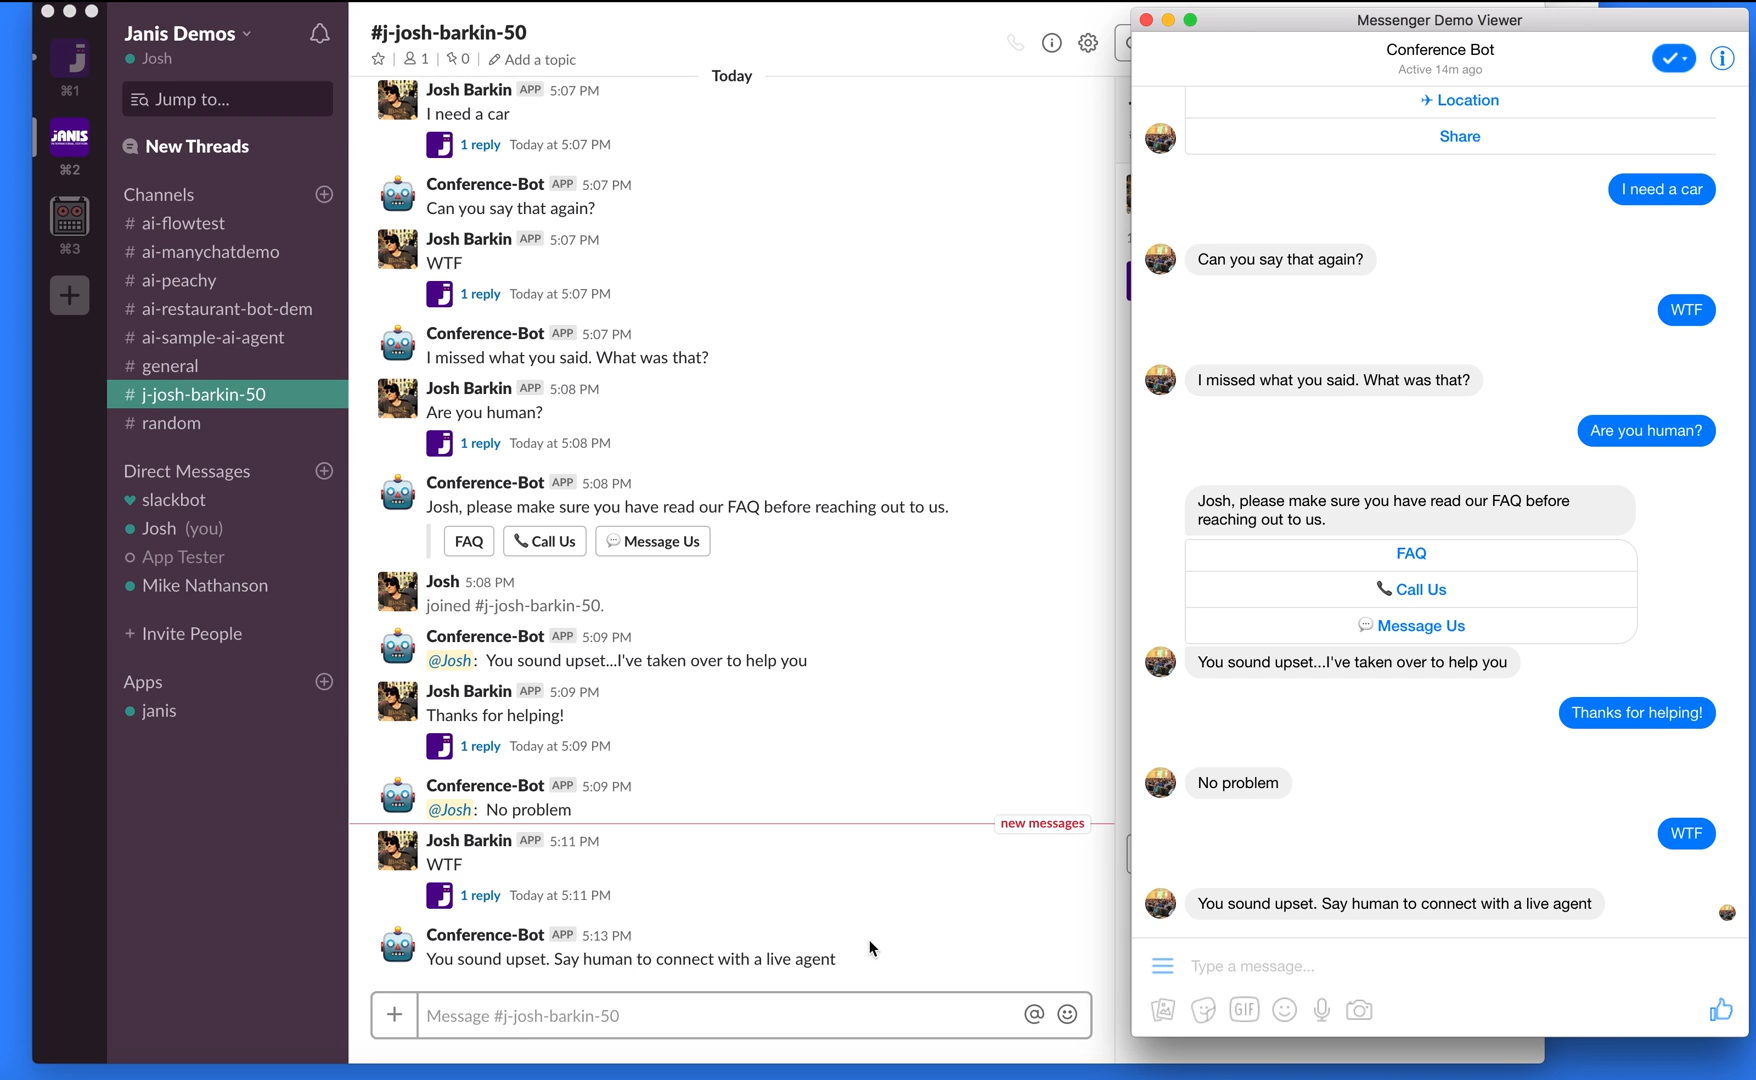 Janis Demos
Josh
Jump to...
New Threads
Channels
# ai-flowtest
# ai-manychatdemo
# ai-peachy
# ai-restaurant-bot-dem
# ai-sample-ai-agent
# general
# j-josh-barkin-50
# random
Direct Messages
slackbot
Josh (you)
App Tester
Mike Nathanson
+ Invite People
Apps
janis
⌘1
JANIS
⌘2
⌘3
#j-josh-barkin-50
1
0
Add a topic
Today
Josh Barkin APP 5:07 PM
I need a car
1 reply Today at 5:07 PM
Conference-Bot APP 5:07 PM
Can you say that again?
Josh Barkin APP 5:07 PM
WTF
1 reply Today at 5:07 PM
Conference-Bot APP 5:07 PM
I missed what you said. What was that?
Josh Barkin APP 5:08 PM
Are you human?
1 reply Today at 5:08 PM
Conference-Bot APP 5:08 PM
Josh, please make sure you have read our FAQ before reaching out to us.
FAQ
Call Us
Message Us
Josh 5:08 PM
joined #j-josh-barkin-50.
Conference-Bot APP 5:09 PM
@Josh: You sound upset...I've taken over to help you
Josh Barkin APP 5:09 PM
Thanks for helping!
1 reply Today at 5:09 PM
Conference-Bot APP 5:09 PM
@Josh: No problem
new messages
Josh Barkin APP 5:11 PM
WTF
1 reply Today at 5:11 PM
Conference-Bot APP 5:13 PM
You sound upset. Say human to connect with a live agent
Message #j-josh-barkin-50
Messenger Demo Viewer
Conference Bot
Active 14m ago
Location
Share
I need a car
Can you say that again?
WTF
I missed what you said. What was that?
Are you human?
Josh, please make sure you have read our FAQ before
reaching out to us.
FAQ
Call Us
Message Us
You sound upset...I've taken over to help you
Thanks for helping!
No problem
WTF
You sound upset. Say human to connect with a live agent
Type a message...
GIF